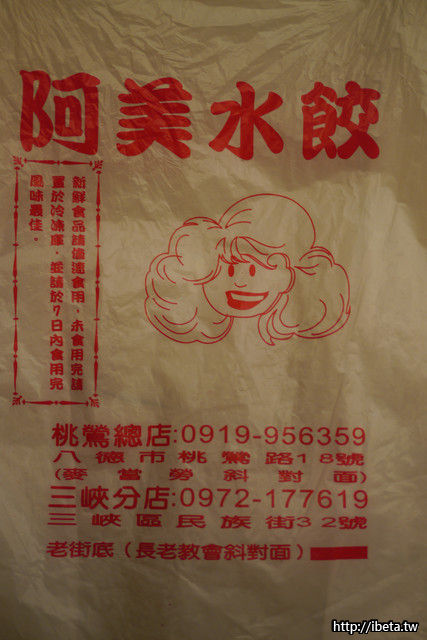 阿美水餃
新鮮食品請儘速食用,未食用完請
置於冷凍庫,並請於7日內食用完
風味最佳。
桃鶯總店:0919-956359
八德市桃鶯路18號
(麥當勞斜對面)
三峽分店:0972-177619
三峽區民族街32號
老街底(長老教會斜對面)
http://ibeta.tw